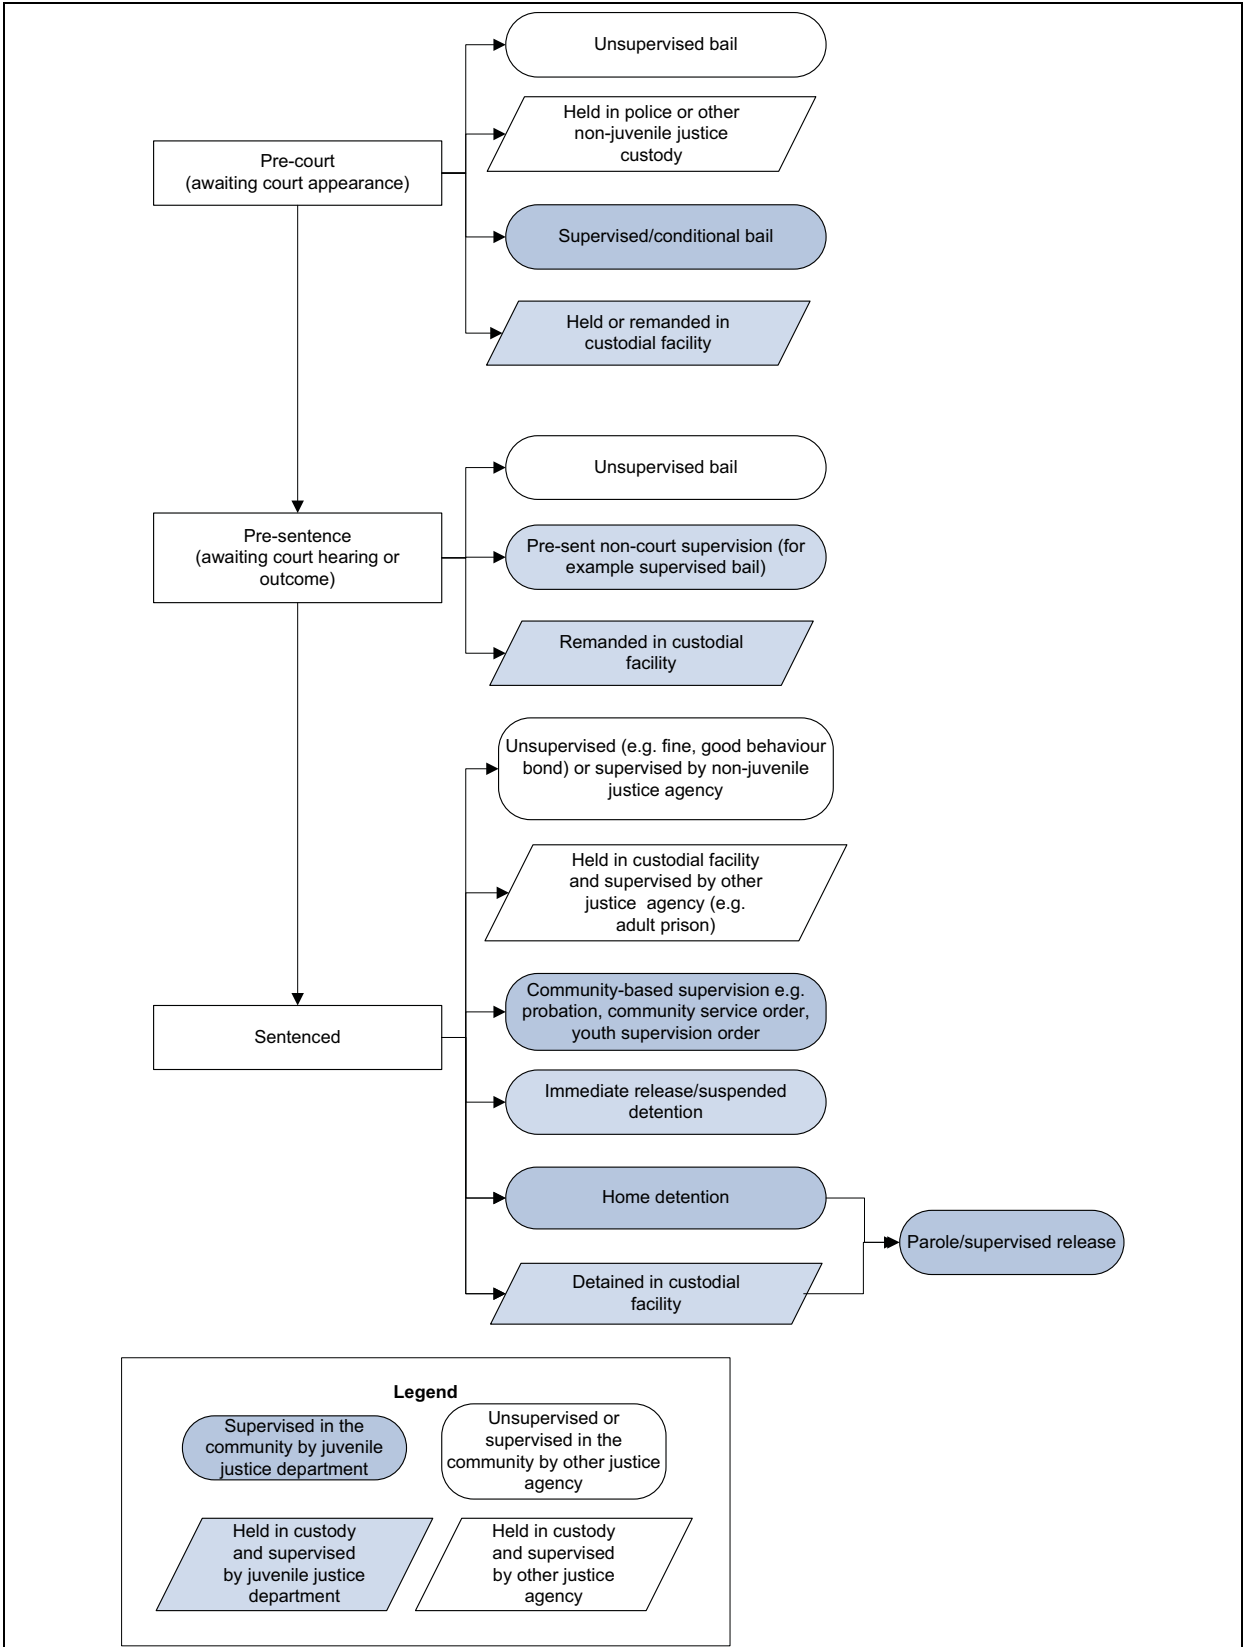 Unsupervised bail
Held in police or other
non-juvenile justice
custody
Pre-court
(awaiting court appearance)
Supervised/conditional bail
Held or remanded in
custodial facility
Unsupervised bail
Pre-sentence
(awaiting court hearing or
outcome)
Pre-sent non-court supervision (for
example supervised bail)
Remanded in custodial
facility
Unsupervised (e.g. fine, good behaviour
bond) or supervised by non-juvenile
justice agency
Held in custodial facility
and supervised by other
justice agency (e.g.
adult prison)
Sentenced
Community-based supervision e.g.
probation, community service order,
youth supervision order
Immediate release/suspended
detention
Home detention
Parole/supervised release
Detained in custodial
facility
Legend
Supervised in the
community by juvenile
justice department
Unsupervised or
supervised in the
community by other justice
agency
Held in custody
and supervised
by juvenile justice
department
Held in custody
and supervised
by other justice
agency